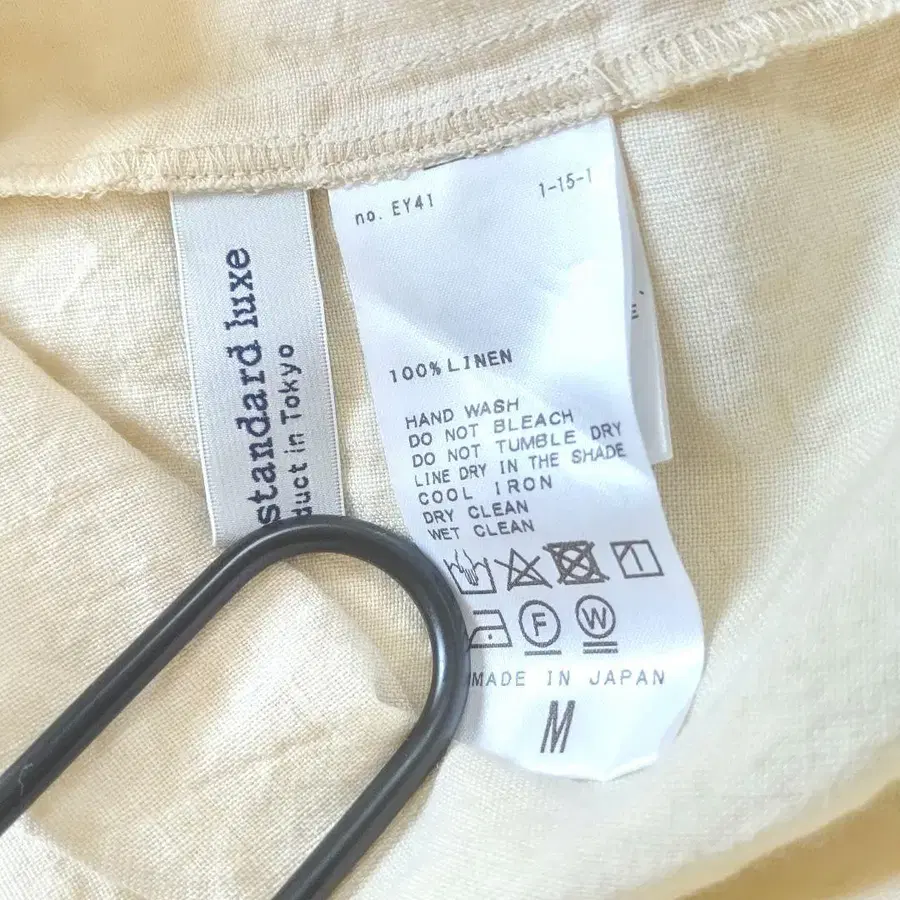 standard luxe
duct in Tokyo
no. EY41
1-15-1
100% LINEN
HAND WASH
DO NOT BLEACH
DO NOT TUMBLE DRY
LINE DRY IN THE SHADE
COOL IRON
DRY CLEAN
WET CLEAN
F
W
MADE IN JAPAN
M